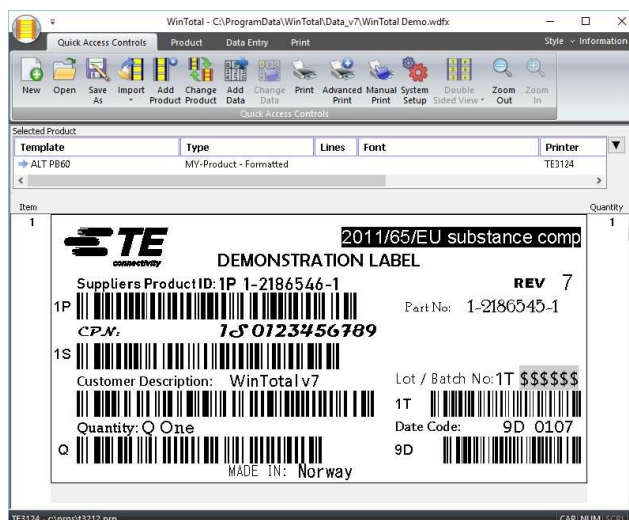 WinTotal - C:\ProgramData\WinTotal\Data_v7\WinTotal Demo.wdfx
Quick Access Controls Product Data Entry Print Style Information
New Open Save As Import Add Product Change Product Add Data Change Data Print Advanced Print Manual Print System Setup Double Sided View Zoom Out Zoom In
Quick Access Controls
Selected Product
Template Type Lines Font Printer
ALT PB60 MY-Product - Formatted TE3124
Item Quantity
1 1
TE connectivity
2011/65/EU substance comp
DEMONSTRATION LABEL
Suppliers Product ID: 1P 1-2186546-1 REV 7
1P Part No: 1-2186545-1
CPN: 1S 0123456789
1S
Customer Description: WinTotal v7 Lot / Batch No: 1T $$$$$$
1T
Quantity: Q One Date Code: 9D 0107
Q 9D
MADE IN: Norway
TE3124 - c:\prns\t3212.prn CAP NUM SCRL